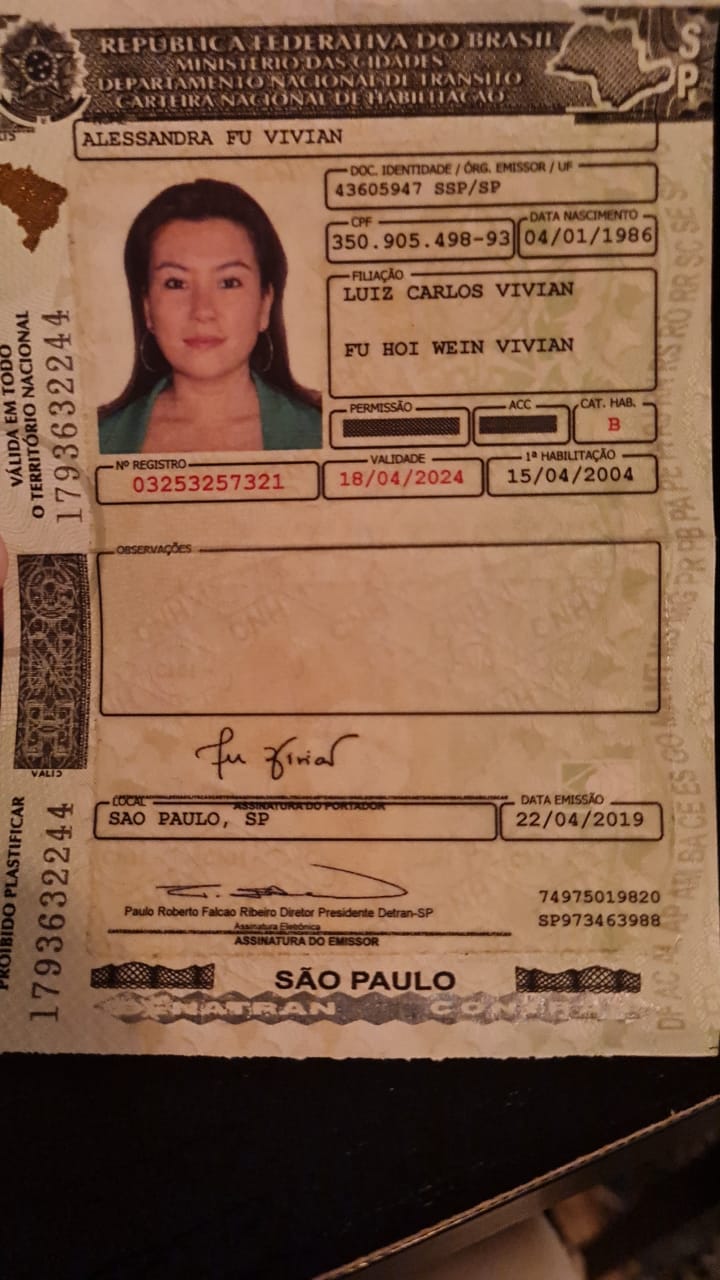 REPÚBLICA FEDERATIVA DO BRASIL
MINISTÉRIO DAS CIDADES
DEPARTAMENTO NACIONAL DE TRÂNSITO
CARTEIRA NACIONAL DE HABILITAÇÃO
SP
ALESSANDRA FU VIVIAN
DOC. IDENTIDADE / ÓRG. EMISSOR / UF
43605947 SSP/SP
CPF
350.905.498-93
DATA NASCIMENTO
04/01/1986
FILIAÇÃO
LUIZ CARLOS VIVIAN
FU HOI WEIN VIVIAN
PERMISSÃO
ACC
CAT. HAB.
B
Nº REGISTRO
03253257321
VALIDADE
18/04/2024
1ª HABILITAÇÃO
15/04/2004
VÁLIDA EM TODO
O TERRITÓRIO NACIONAL
1793632244
OBSERVAÇÕES
Fu Vivian
ASSINATURA DO PORTADOR
LOCAL
SAO PAULO, SP
DATA EMISSÃO
22/04/2019
PROIBIDO PLASTIFICAR
1793632244
74975019820
SP973463988
Paulo Roberto Falcao Ribeiro Diretor Presidente Detran-SP
Assinatura Eletrônica
ASSINATURA DO EMISSOR
SÃO PAULO
DENATRAN